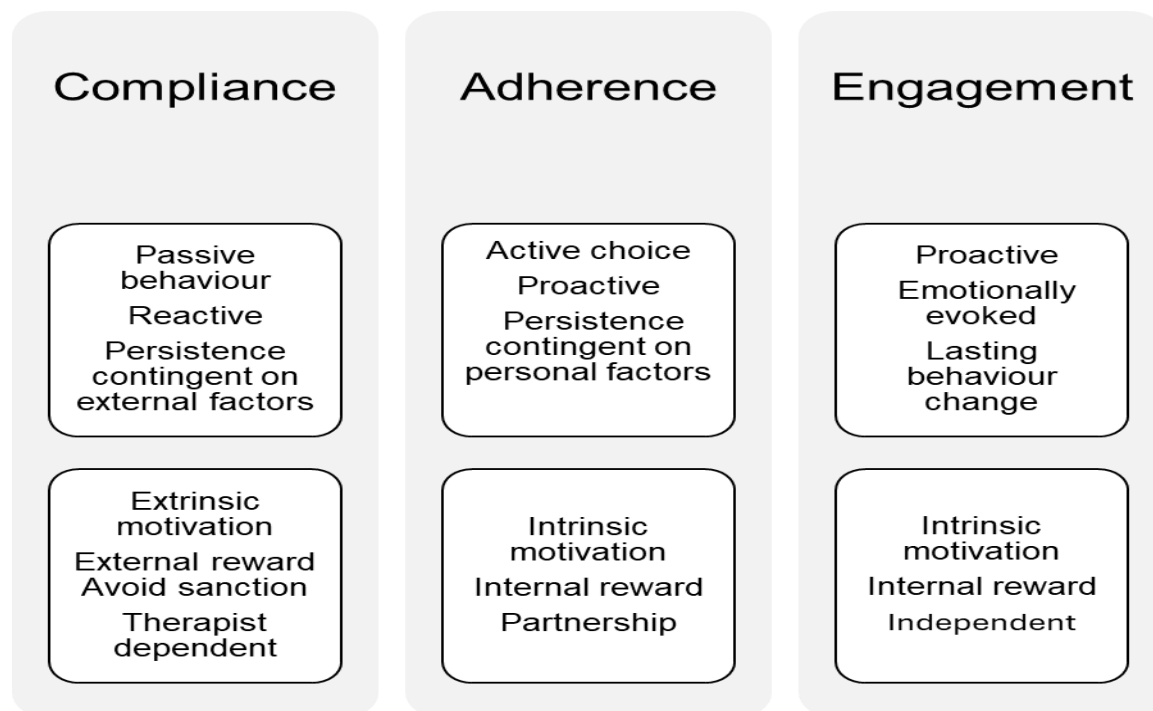 Compliance
Passive
behaviour
Reactive
Persistence
contingent on
external factors
Extrinsic
motivation
External reward
Avoid sanction
Therapist
dependent
Adherence
Active choice
Proactive
Persistence
contingent on
personal factors
Intrinsic
motivation
Internal reward
Partnership
Engagement
Proactive
Emotionally
evoked
Lasting
behaviour
change
Intrinsic
motivation
Internal reward
Independent